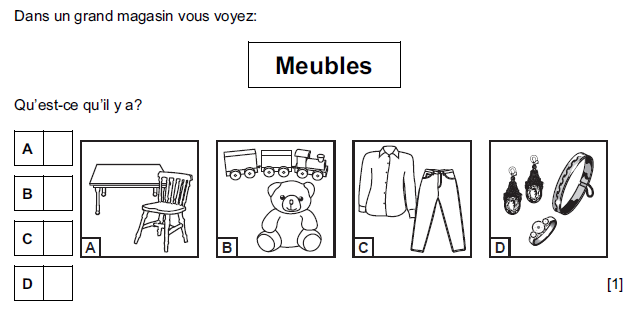 Dans un grand magasin vous voyez:
Meubles
Qu'est-ce qu'il y a?
A
B
C
D
A
B
C
D
[1]